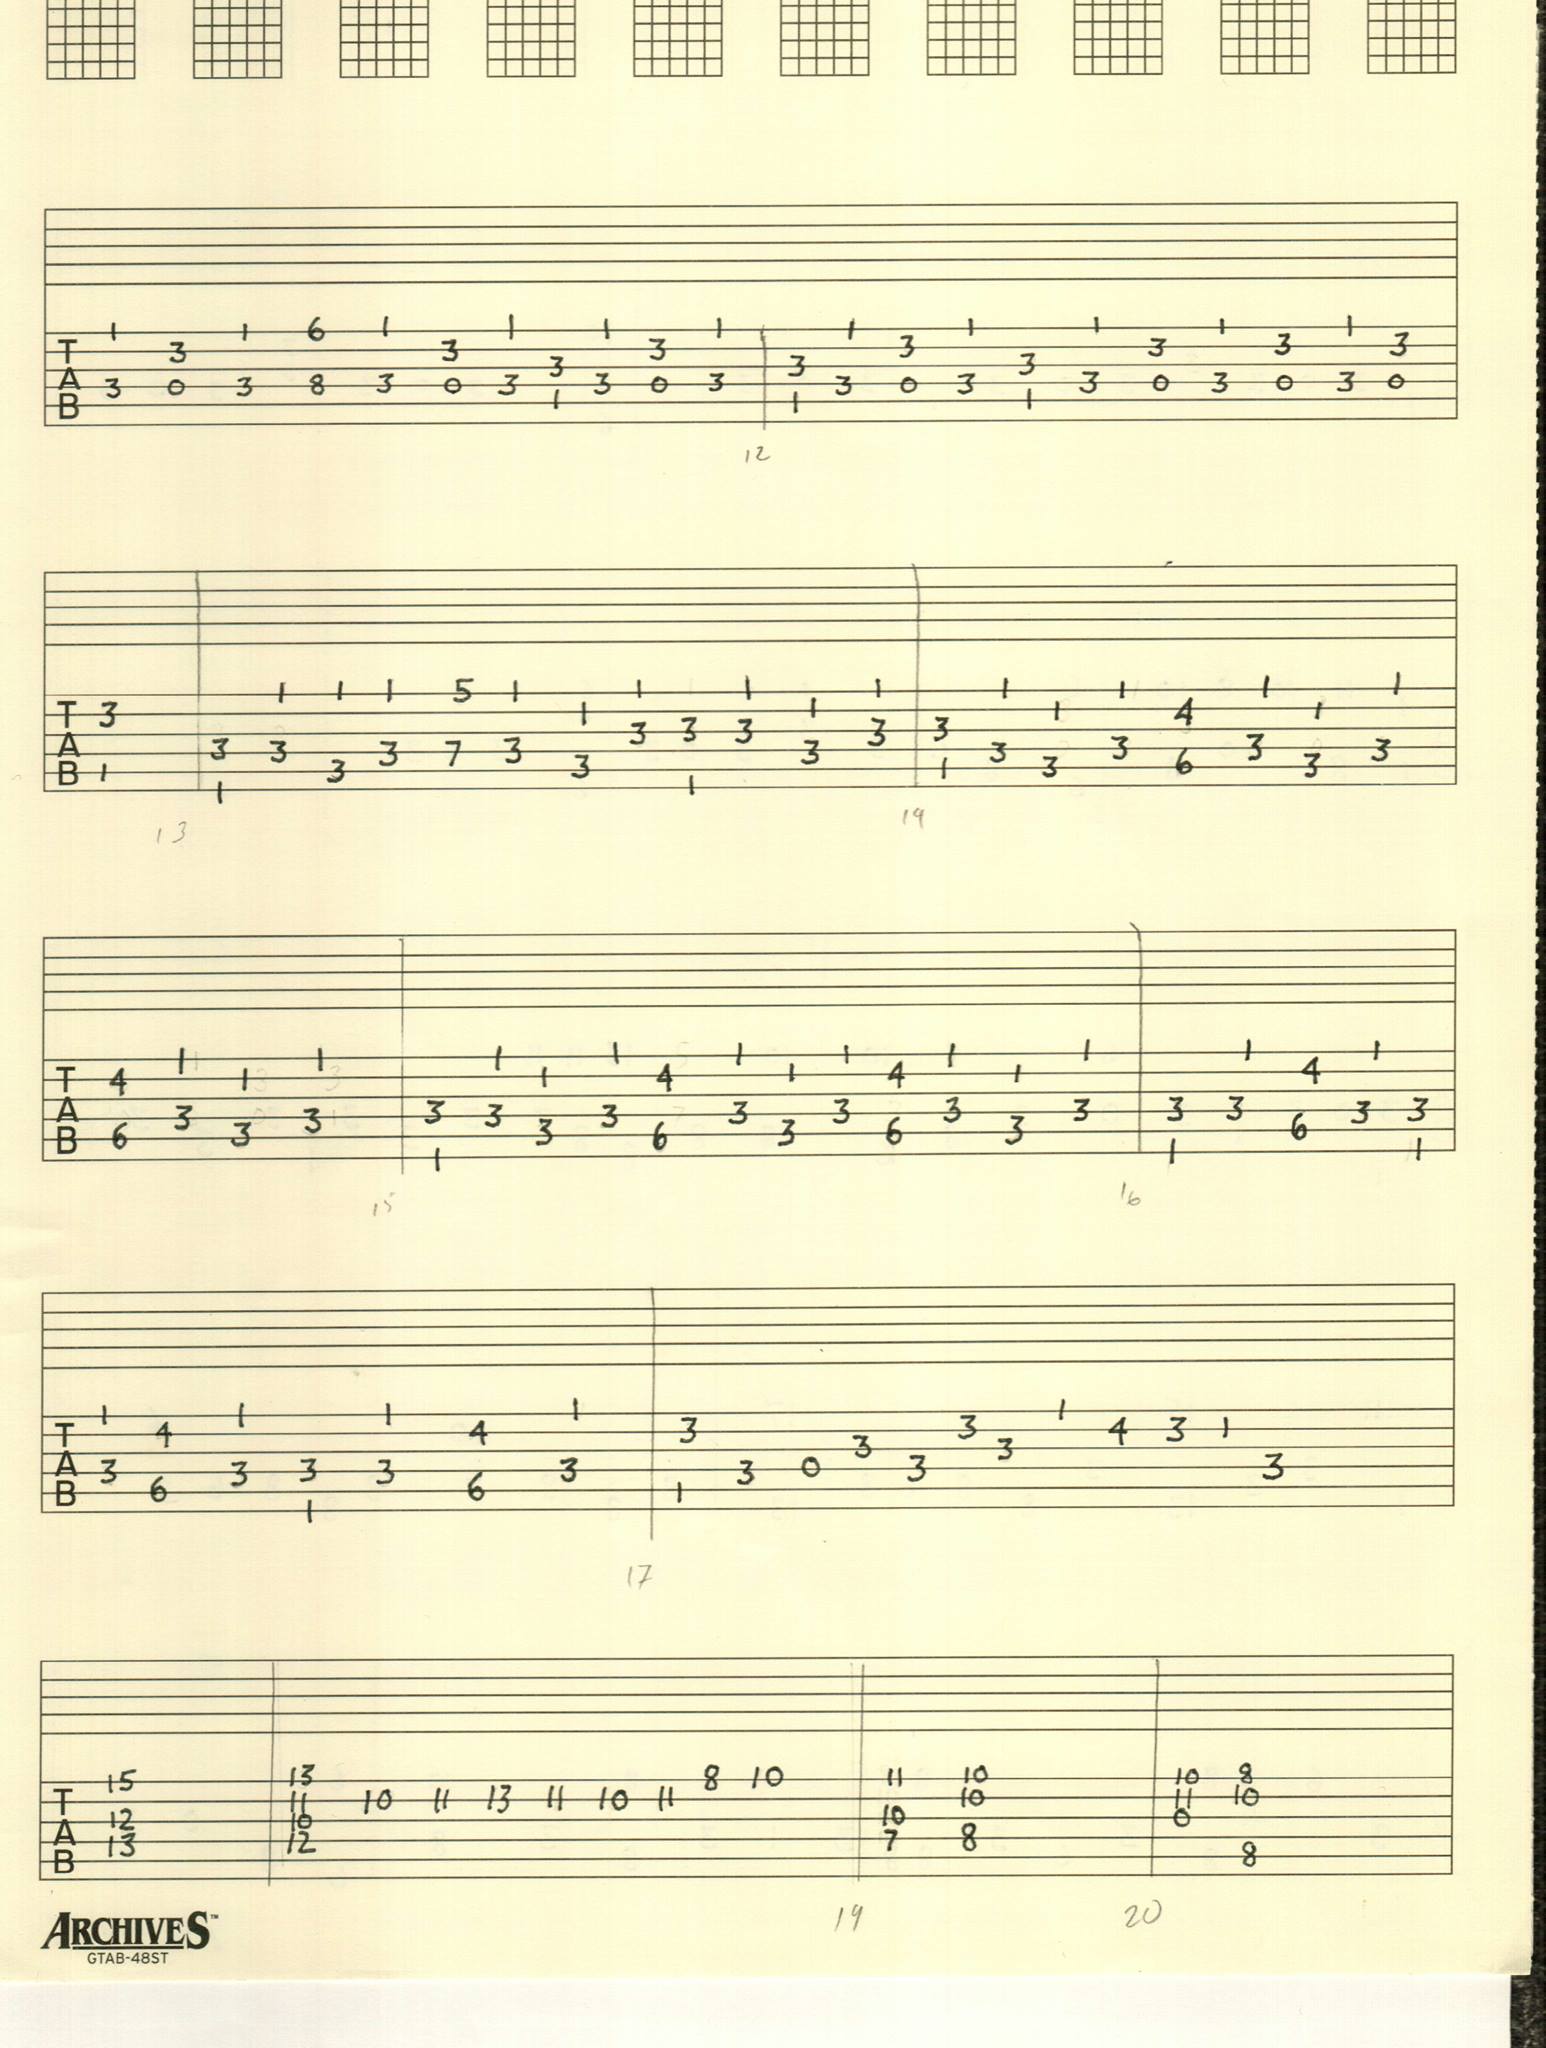 1 1 6 1 1 1 1 1 1 1 1 1
T 3 3 3 3 3 3 3
3 3 3
A 3 0 3 8 3 0 3 3 0 3 3 0 3 3 0 3 0 3 0
B 1 1 1
12
1 1 1 5 1 1 1 1 1 1 1 1
T 3 1 1 1 4 1
3 3 3 3 3
A 3 3 3 7 3 3 3 3 3 3
B 1 3 3 1 3 6 3
1 1
13 14
1 1 1 1 1 1 1 1 1 1
T 4 1 1 4 1 4 1 4
A 3 3 3 3 3 3 3 3 3 3 3 3 3
B 6 3 3 6 3 6 3 6
1 1 1
15 16
1 1 1 1 1
T 4 4 3 3 4 3 1
3 3
A 3 3 3 3 3 3 0 3 3
B 6 6 1
1
17
15 13 8 10 11 10 10 8
T 11 10 11 13 11 10 11 10 11 10
12 10 10 0
A 13 12 7 8
B 8
19 20
ARCHIVES™
GTAB-48ST